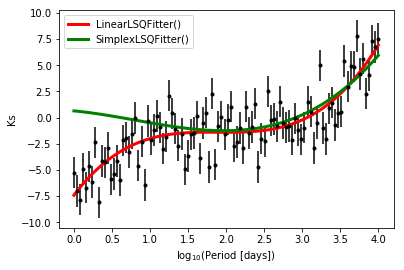 LinearLSQFitter()
SimplexLSQFitter()
10.0
7.5
5.0
2.5
0.0
−2.5
−5.0
−7.5
−10.0
Ks
0.0 0.5 1.0 1.5 2.0 2.5 3.0 3.5 4.0
log₁₀(Period [days])